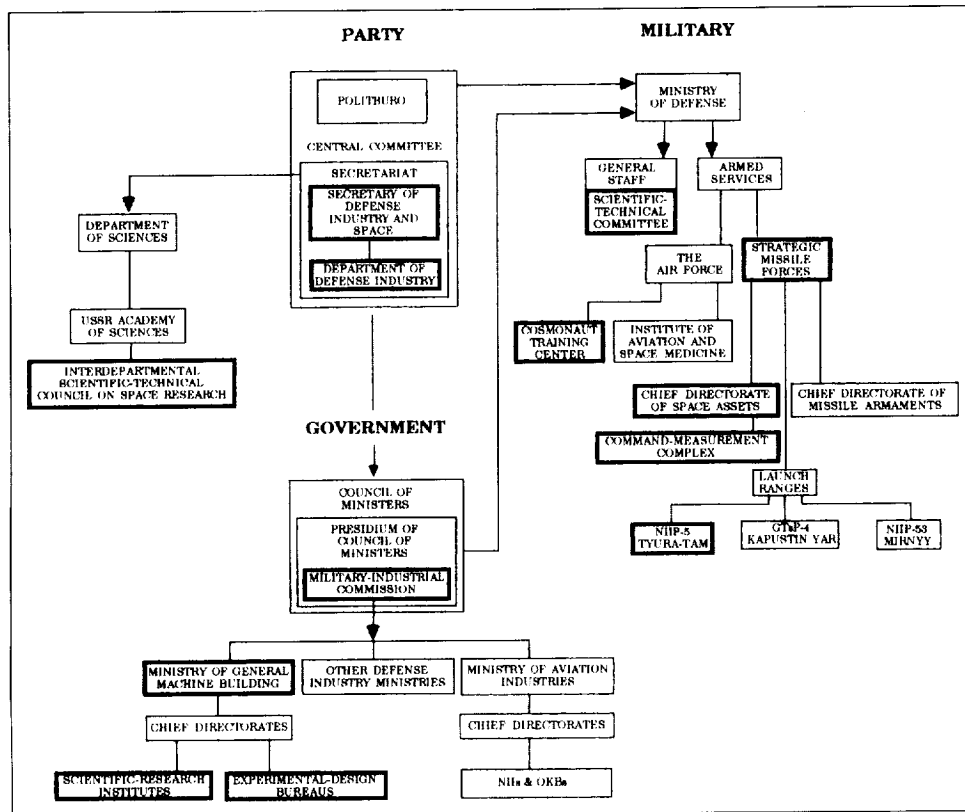 PARTY
MILITARY
POLITBURO
CENTRAL COMMITTEE
SECRETARIAT
SECRETARY OF
DEFENSE
INDUSTRY AND
SPACE
DEPARTMENT OF
DEFENSE INDUSTRY
DEPARTMENT
OF SCIENCES
USSR ACADEMY
OF SCIENCES
INTERDEPARTMENTAL
SCIENTIFIC-TECHNICAL
COUNCIL ON SPACE RESEARCH
MINISTRY
OF DEFENSE
GENERAL
STAFF
SCIENTIFIC-
TECHNICAL
COMMITTEE
ARMED
SERVICES
THE
AIR FORCE
STRATEGIC
MISSILE
FORCES
COSMONAUT
TRAINING
CENTER
INSTITUTE OF
AVIATION AND
SPACE MEDICINE
CHIEF DIRECTORATE
OF SPACE ASSETS
CHIEF DIRECTORATE OF
MISSILE ARMAMENTS
COMMAND-MEASUREMENT
COMPLEX
LAUNCH
RANGES
NIIP-5
TYURA-TAM
GTsP-4
KAPUSTIN YAR
NIIP-53
MIRNYY
GOVERNMENT
COUNCIL OF
MINISTERS
PRESIDIUM OF
COUNCIL OF
MINISTERS
MILITARY-INDUSTRIAL
COMMISSION
MINISTRY OF GENERAL
MACHINE BUILDING
OTHER DEFENSE
INDUSTRY MINISTRIES
MINISTRY OF AVIATION
INDUSTRIES
CHIEF DIRECTORATES
CHIEF DIRECTORATES
SCIENTIFIC-RESEARCH
INSTITUTES
EXPERIMENTAL-DESIGN
BUREAUS
NIIs & OKBs